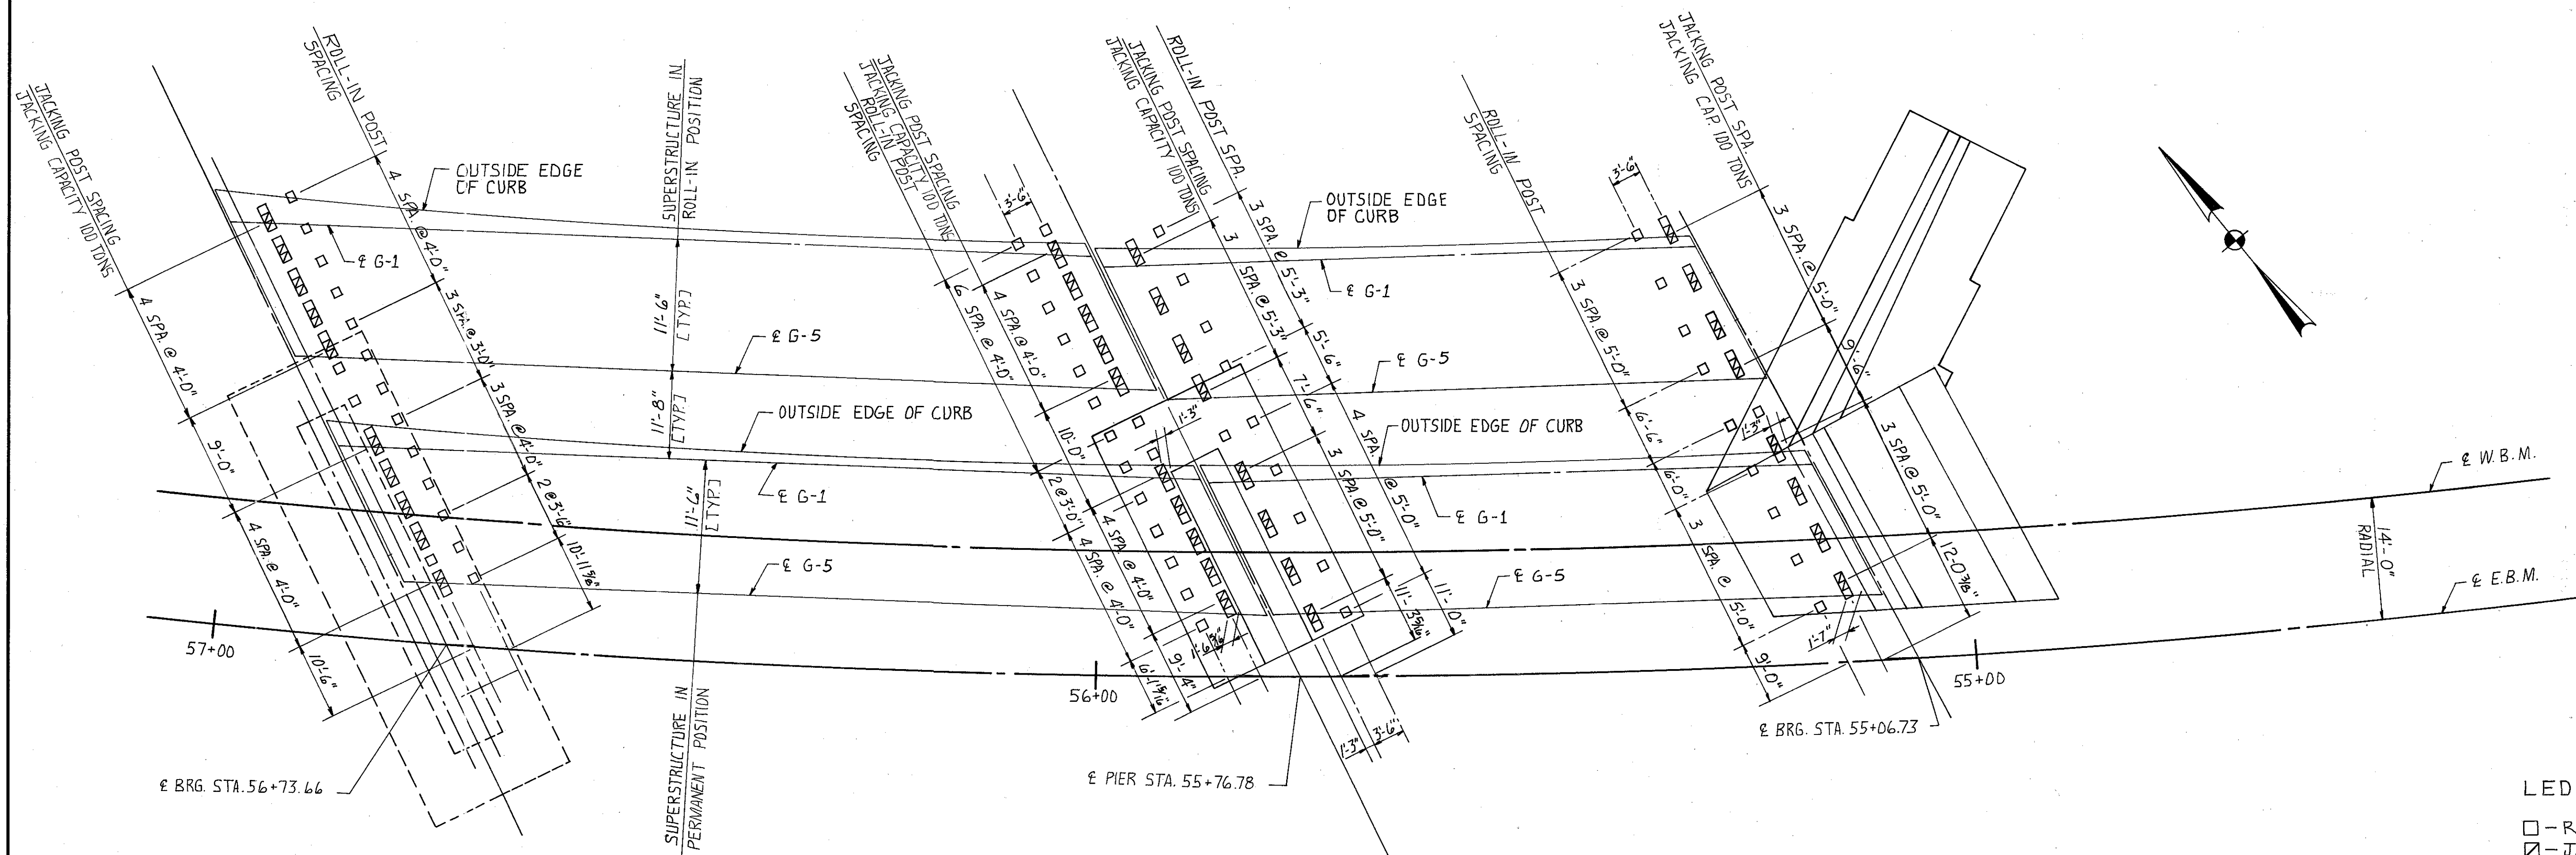 JACKING POST SPACING
JACKING CAPACITY 100 TONS
4 SPA. @ 4'-0"
9'-0"
4 SPA. @ 4'-0"
10'-6"
ROLL-IN POST
SPACING
4 SPA. @ 4'-0"
3 SPA. @ 3'-0"
3 SPA @ 4'-0"
2 @ 3'-6"
10'-11 5/8"
OUTSIDE EDGE
OF CURB
℄ G-1
SUPERSTRUCTURE IN
ROLL-IN POSITION
11'-6"
[TYP.]
℄ G-5
11'-8"
[TYP.]
OUTSIDE EDGE OF CURB
℄ G-1
11'-6"
[TYP.]
℄ G-5
SUPERSTRUCTURE IN
PERMANENT POSITION
57+00
℄ BRG. STA. 56+73.66
JACKING POST SPACING
JACKING CAPACITY 100 TONS
ROLL-IN POST
SPACING
3'-6"
6 SPA. @ 4'-0"
4 SPA. @ 4'-0"
10'-0"
2@3'-0"
4 SPA @ 4'-0"
4 SPA. @ 4'-0"
9'-4"
1'-3"
56+00
ROLL-IN POST SPA.
JACKING POST SPACING
JACKING CAPACITY 100 TONS
3 SPA. @ 5'-3"
3 SPA. @ 5'-3"
5'-6"
7'-6"
4 SPA. @ 5'-0"
3 SPA. @ 5'-0"
11'-3 5/16"
11'-0"
1'-3"
3'-6"
℄ PIER STA. 55+76.78
OUTSIDE EDGE
OF CURB
℄ G-1
℄ G-5
OUTSIDE EDGE OF CURB
℄ G-1
℄ G-5
ROLL-IN POST
SPACING
3 SPA. @ 5'-0"
6'-6"
6'-0"
3 SPA. @ 5'-0"
9'-0"
JACKING POST SPA.
JACKING CAP. 100 TONS
3'-6"
3 SPA. @ 5'-0"
9'-6"
3 SPA. @ 5'-0"
12'-0 3/8"
1'-3"
1'-7"
55+00
℄ BRG. STA. 55+06.73
℄ W.B.M.
14'-0"
RADIAL
℄ E.B.M.
LED
□ - R